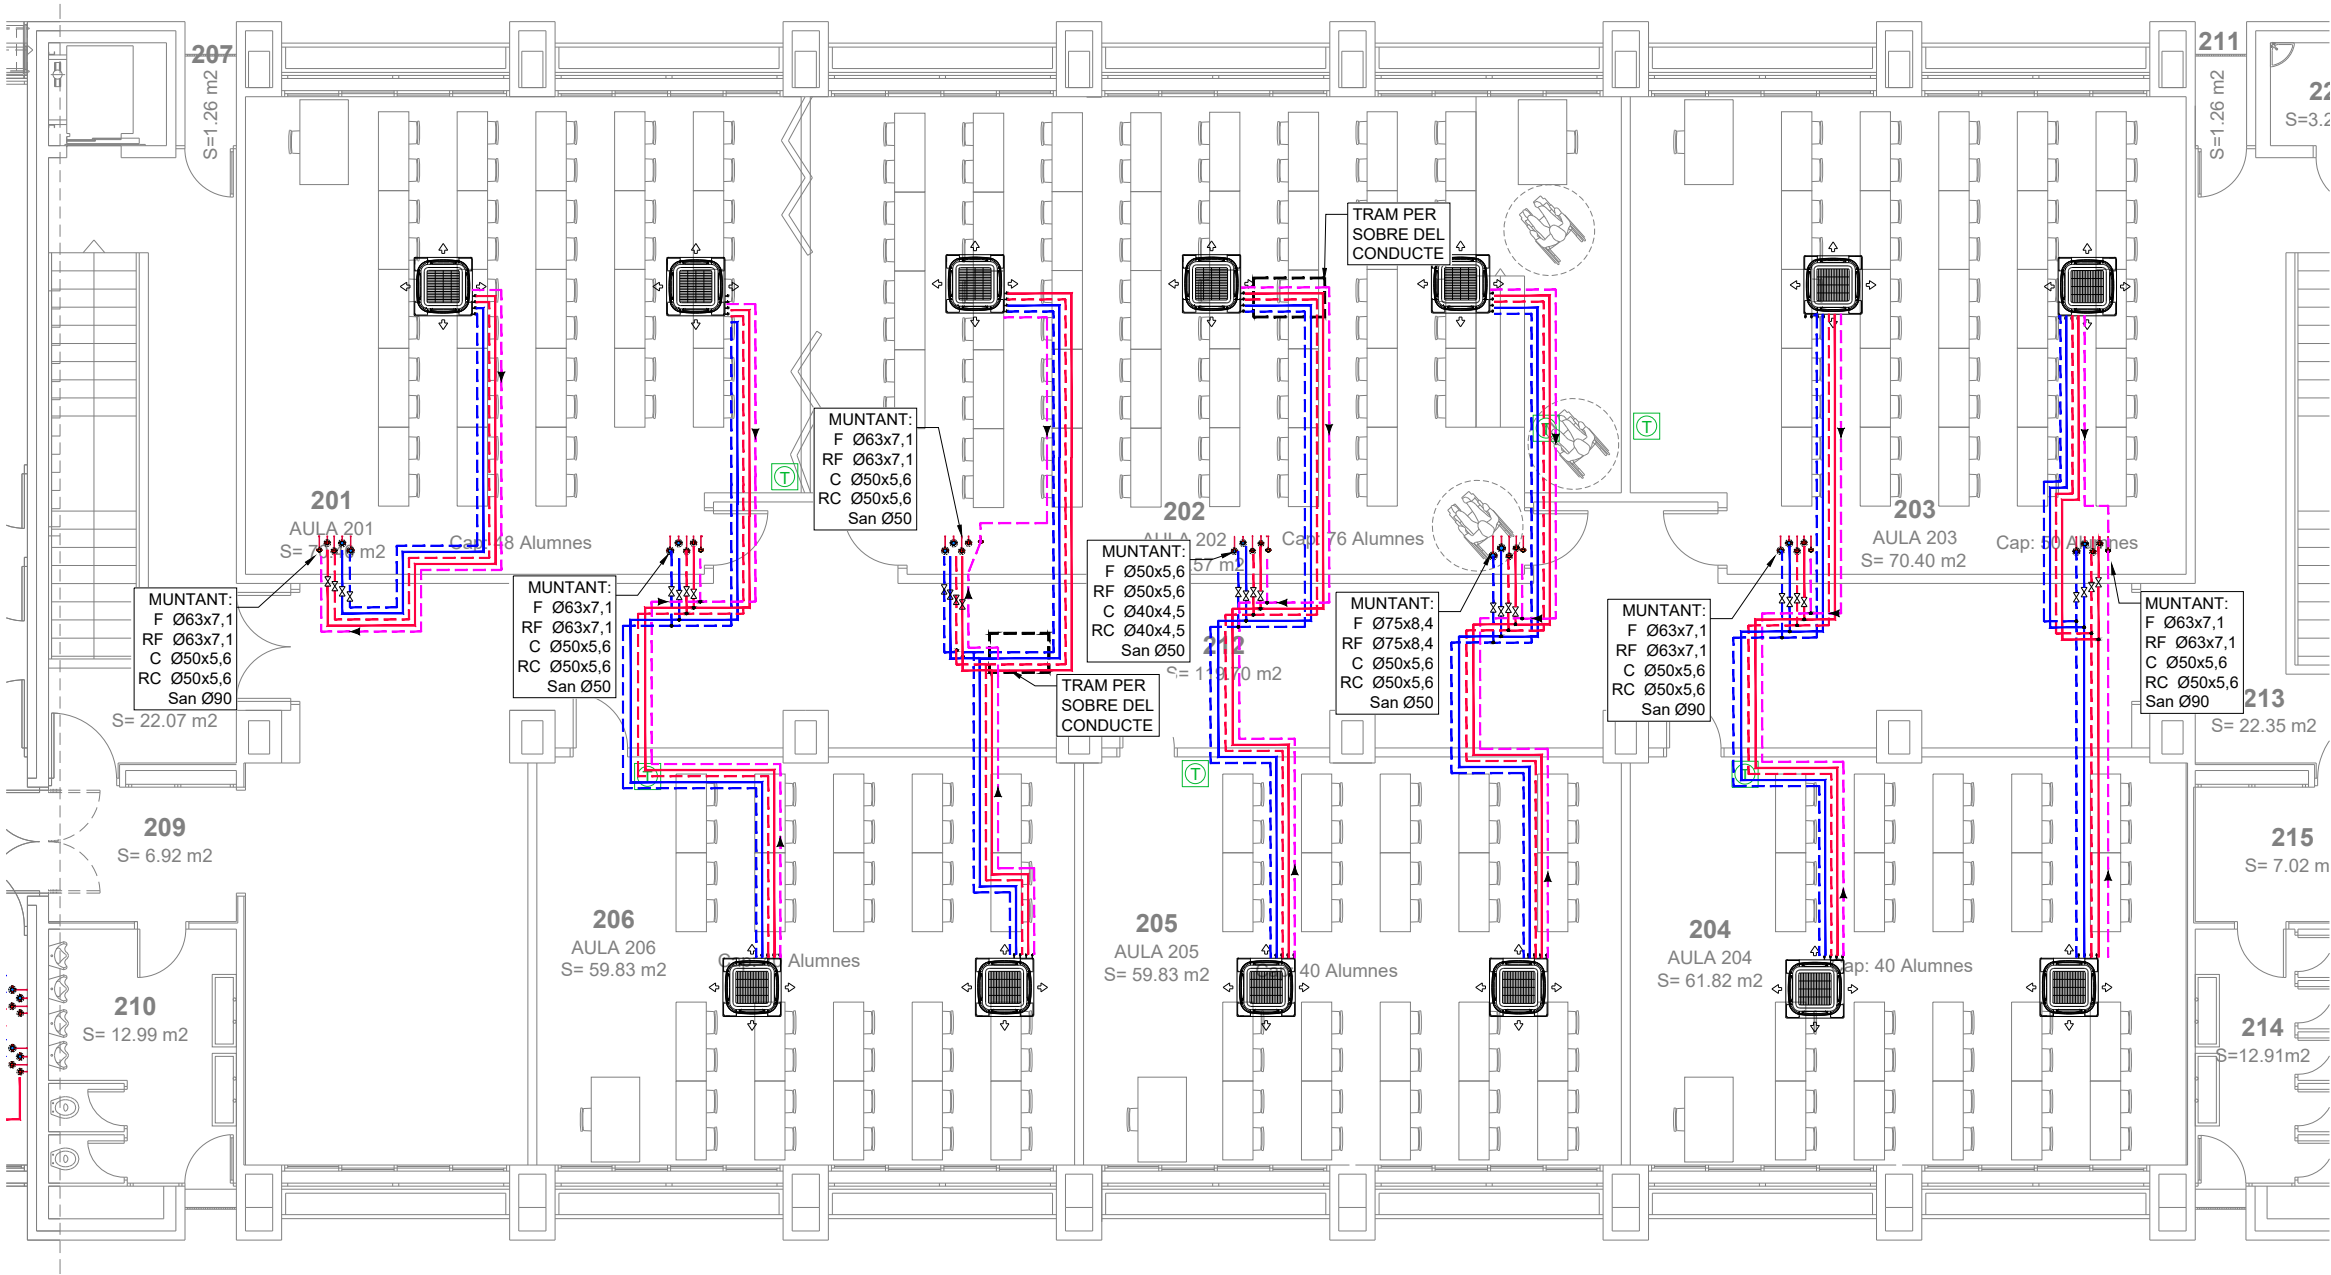 207
S=1.26 m2
211
S=1.26 m2
TRAM PER
SOBRE DEL
CONDUCTE
MUNTANT:
F Ø63x7,1
RF Ø63x7,1
C Ø50x5,6
RC Ø50x5,6
San Ø50
T
T
T
201
AULA 201
202
AULA 202
Cap: 76 Alumnes
203
AULA 203
S= 70.40 m2
MUNTANT:
F Ø63x7,1
RF Ø63x7,1
C Ø50x5,6
RC Ø50x5,6
San Ø90
MUNTANT:
F Ø63x7,1
RF Ø63x7,1
C Ø50x5,6
RC Ø50x5,6
San Ø50
MUNTANT:
F Ø50x5,6
RF Ø50x5,6
C Ø40x4,5
RC Ø40x4,5
San Ø50
MUNTANT:
F Ø75x8,4
RF Ø75x8,4
C Ø50x5,6
RC Ø50x5,6
San Ø50
MUNTANT:
F Ø63x7,1
RF Ø63x7,1
C Ø50x5,6
RC Ø50x5,6
San Ø90
MUNTANT:
F Ø63x7,1
RF Ø63x7,1
C Ø50x5,6
RC Ø50x5,6
San Ø90
212
S= 119.70 m2
TRAM PER
SOBRE DEL
CONDUCTE
S= 22.07 m2
213
S= 22.35 m2
T
T
T
209
S= 6.92 m2
215
S= 7.02 m
206
AULA 206
S= 59.83 m2
Alumnes
205
AULA 205
S= 59.83 m2
40 Alumnes
204
AULA 204
S= 61.82 m2
Cap: 40 Alumnes
210
S= 12.99 m2
214
S=12.91m2